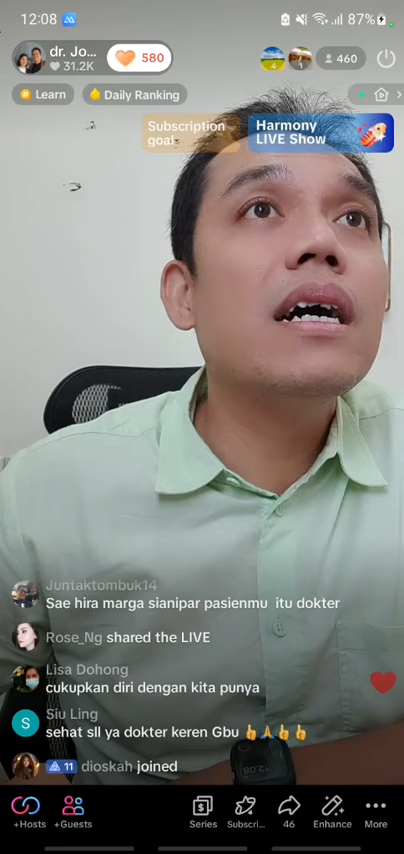 12:08
87%
dr. Jo...
31.2K
580
4
1
460
Learn
Daily Ranking
Subscription
goal
Harmony
LIVE Show
Juntaktombuk14
Sae hira marga sianipar pasienmu itu dokter
Rose_Ng shared the LIVE
Lisa Dohong
cukupkan diri dengan kita punya
S
Siu Ling
sehat sll ya dokter keren Gbu 👍🙏👍👍
11 dioskah joined
12:08
+Hosts
+Guests
Series
Subscri...
46
Enhance
More